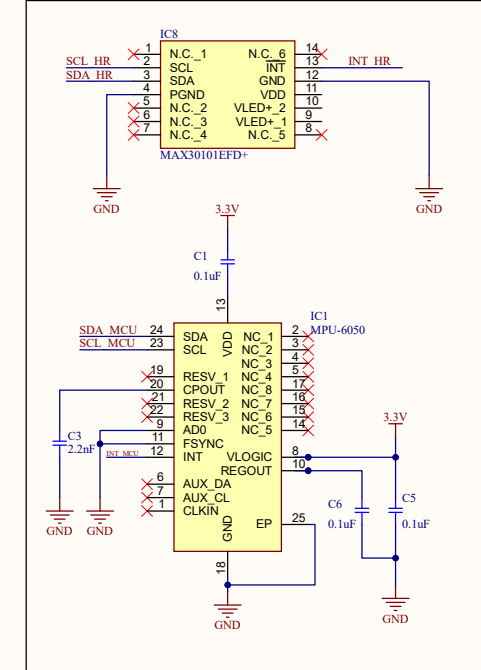 IC8
1 N.C._1 N.C._6 14
SCL_HR 2 SCL INT 13 INT_HR
SDA_HR 3 SDA GND 12
4 PGND VDD 11
5 N.C._2 VLED+_2 10
6 N.C._3 VLED+_1 9
7 N.C._4 N.C._5 8
MAX30101EFD+
GND GND
3.3V
C1
0.1uF
13
IC1
MPU-6050
SDA_MCU 24 SDA VDD NC_1 2
SCL_MCU 23 SCL NC_2 3
NC_3 4
19 RESV_1 NC_4 5
20 CPOUT NC_8 17
21 RESV_2 NC_7 16
22 RESV_3 NC_6 15
9 AD0 NC_5 14
3.3V
C3
2.2nF
11 FSYNC
INT_MCU 12 INT VLOGIC 8
REGOUT 10
6 AUX_DA
7 AUX_CL
1 CLKIN
C6 C5
0.1uF 0.1uF
GND EP 25
GND GND
18
GND
GND